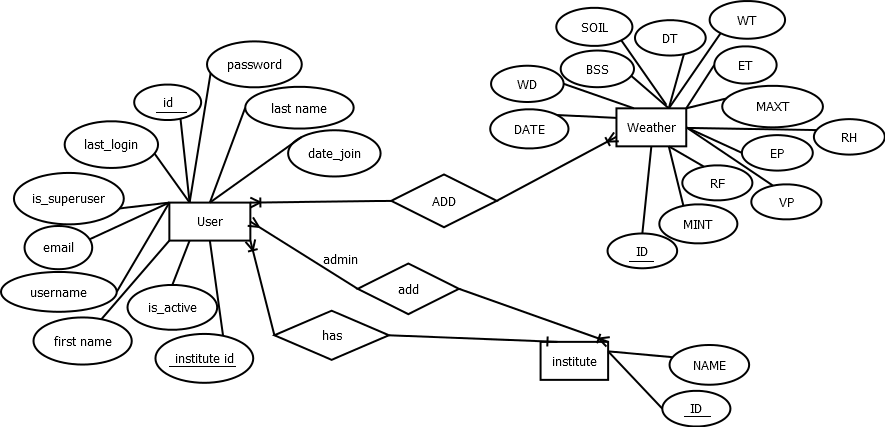 WT
SOIL
DT
password
ET
BSS
WD
id
last name
MAXT
DATE
Weather
RH
last_login
date_join
EP
RF
is_superuser
ADD
VP
User
MINT
email
ID
admin
username
add
is_active
has
first name
institute id
institute
NAME
ID